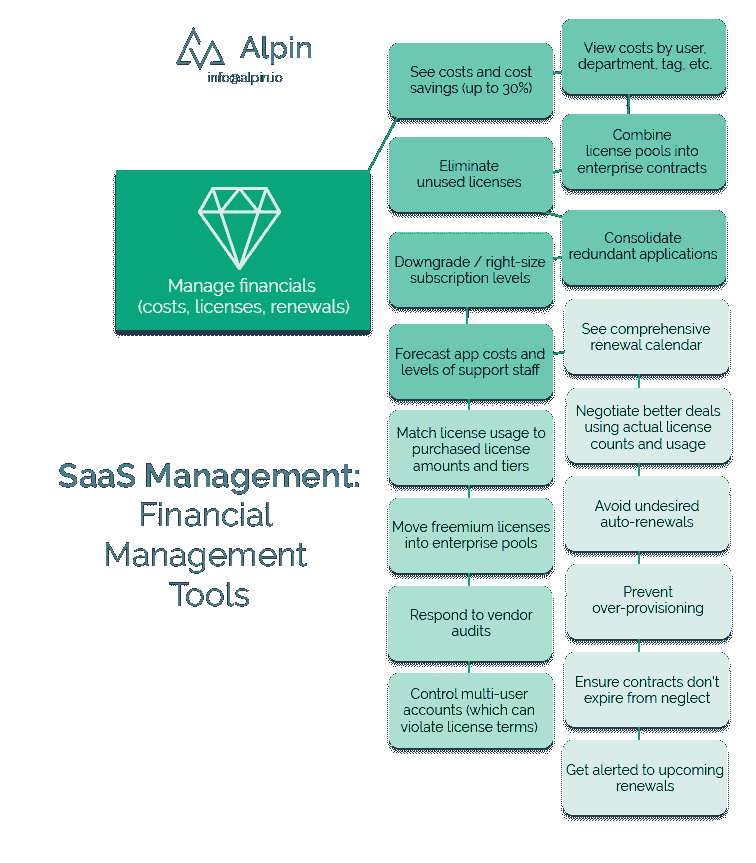 Alpin
info@alpin.io
Manage financials
(costs, licenses, renewals)
SaaS Management:
Financial
Management
Tools
See costs and cost
savings (up to 30%)
View costs by user,
department, tag, etc.
Combine
license pools into
enterprise contracts
Eliminate
unused licenses
Consolidate
redundant applications
Downgrade / right-size
subscription levels
Forecast app costs and
levels of support staff
Match license usage to
purchased license
amounts and tiers
Move freemium licenses
into enterprise pools
Respond to vendor
audits
Control multi-user
accounts (which can
violate license terms)
See comprehensive
renewal calendar
Negotiate better deals
using actual license
counts and usage
Avoid undesired
auto-renewals
Prevent
over-provisioning
Ensure contracts don't
expire from neglect
Get alerted to upcoming
renewals